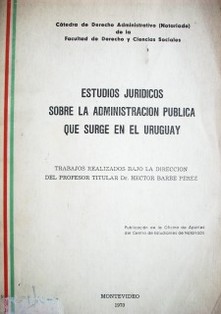 Cátedra de Derecho Administrativo (Notariado)
de la
Facultad de Derecho y Ciencias Sociales
ESTUDIOS JURIDICOS
SOBRE LA ADMINISTRACION PUBLICA
QUE SURGE EN EL URUGUAY
TRABAJOS REALIZADOS BAJO LA DIRECCION
DEL PROFESOR TITULAR Dr. HECTOR BARBE PEREZ
Publicación de la Oficina de Apuntes
del Centro de Estudiantes de Notariado
MONTEVIDEO